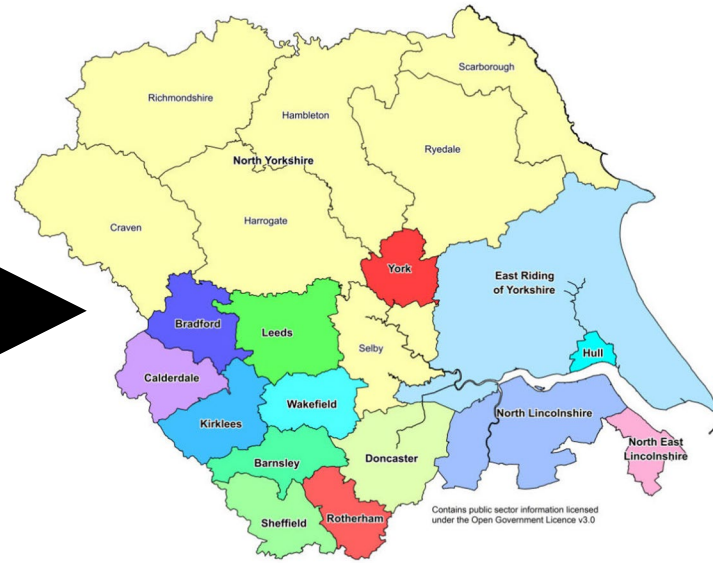 Scarborough
Richmondshire
Hambleton
Ryedale
North Yorkshire
Craven
Harrogate
York
East Riding
of Yorkshire
Bradford
Leeds
Selby
Hull
Calderdale
Wakefield
North Lincolnshire
Kirklees
North East
Lincolnshire
Barnsley
Doncaster
Sheffield
Rotherham
Contains public sector information licensed
under the Open Government Licence v3.0